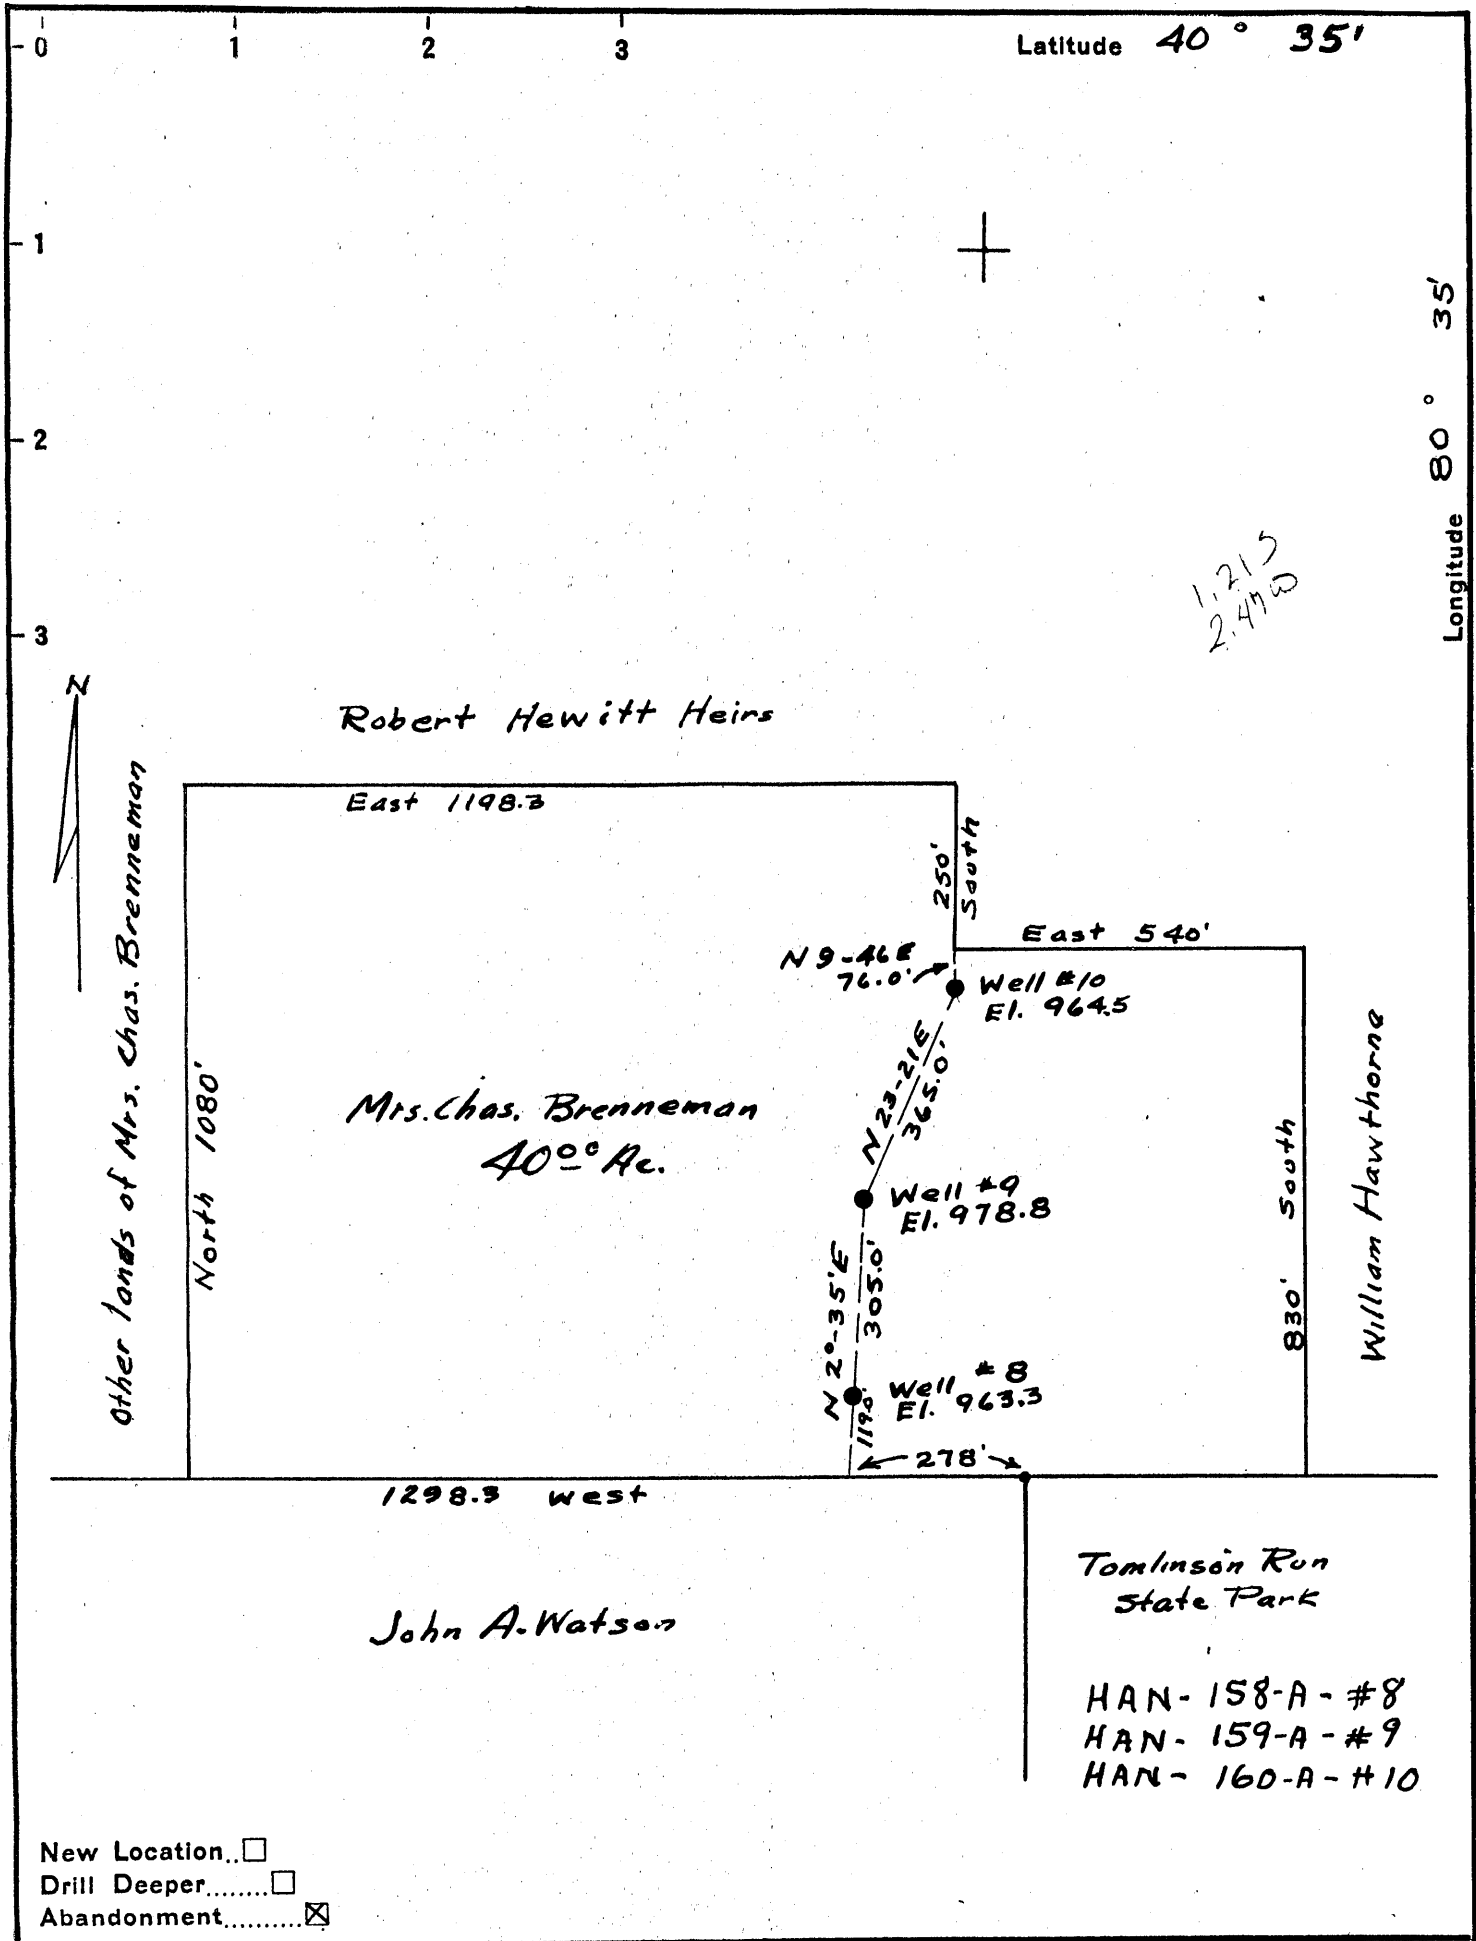 0 1 2 3
Latitude 40° 35'
1
2
3
Longitude 80° 35'
1.21 S
2.47 W
N
Robert Hewitt Heirs
East 1198.3
Other lands of Mrs. Chas. Brenneman
North 1080'
250'
South
East 540'
N 9-46 E
76.0'
Well #10
El. 964.5
N 23-21 E
365.0'
Mrs. Chas. Brenneman
40 00 Ac.
Well #9
El. 978.8
N 2°-35' E
305.0'
Well #8
El. 963.3
119.0'
278'
830' South
William Hawthorne
1298.3 West
John A. Watson
Tomlinson Run
State Park
HAN- 158-A - #8
HAN- 159-A - #9
HAN- 160-A - #10
New Location..☐
Drill Deeper........☐
Abandonment..........☒